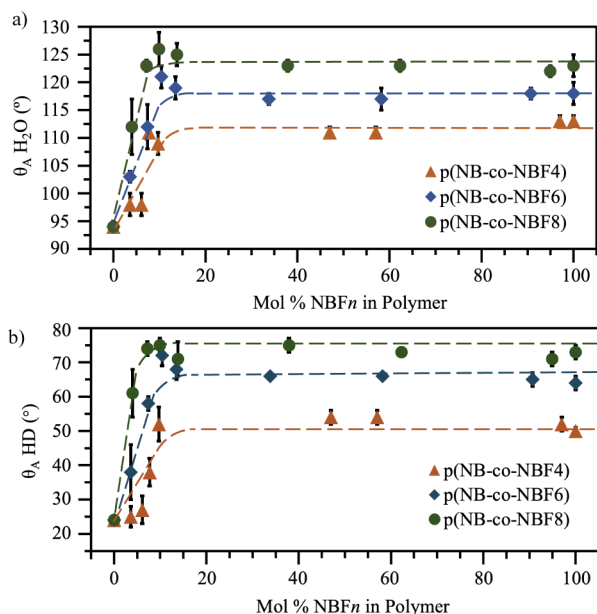 a)
130
125
120
115
110
105
100
95
90
θA H₂O (º)
0
20
40
60
80
100
Mol % NBFn in Polymer
p(NB-co-NBF4)
p(NB-co-NBF6)
p(NB-co-NBF8)
b)
80
70
60
50
40
30
20
θA HD (°)
0
20
40
60
80
100
Mol % NBFn in Polymer
p(NB-co-NBF4)
p(NB-co-NBF6)
p(NB-co-NBF8)